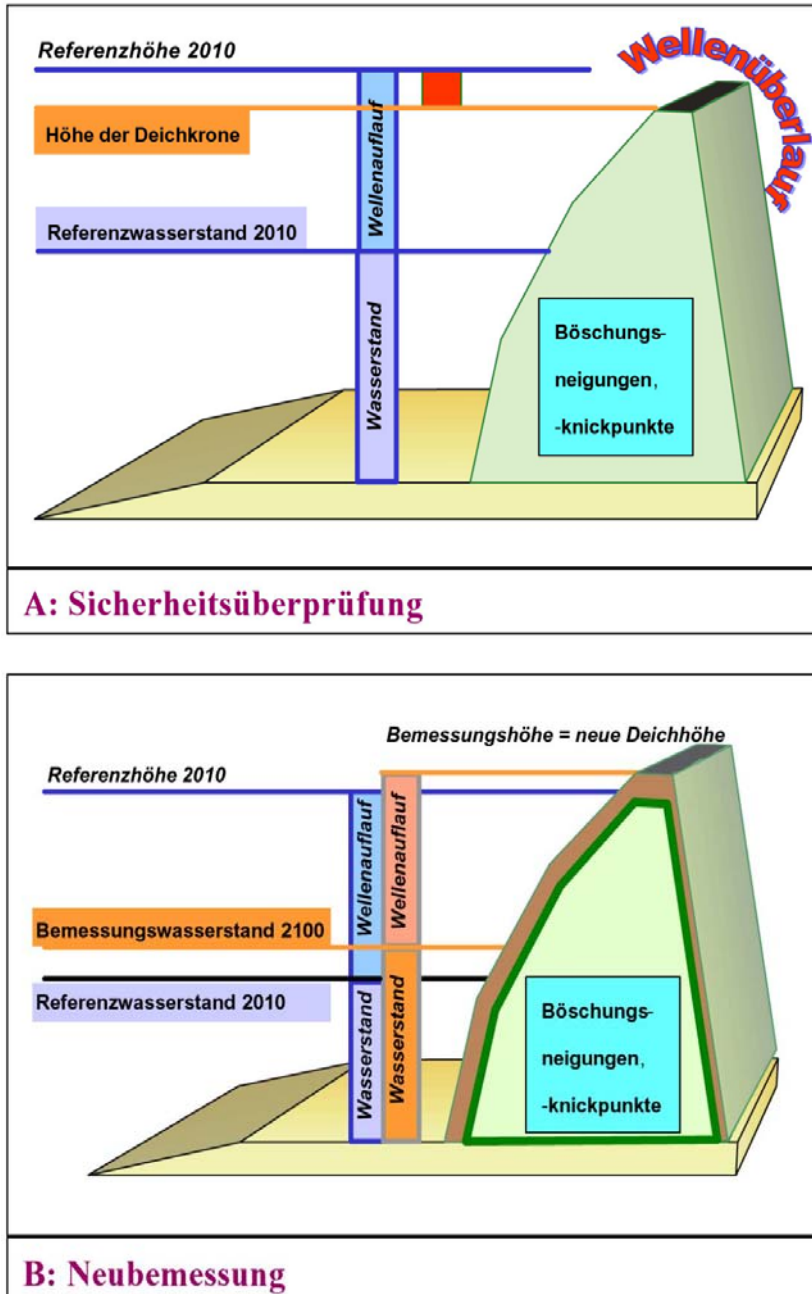 Referenzhöhe 2010
Wellenüberlauf
Höhe der Deichkrone
Wellenauflauf
Referenzwasserstand 2010
Wasserstand
Böschungs-
neigungen,
-knickpunkte
A: Sicherheitsüberprüfung
Bemessungshöhe = neue Deichhöhe
Referenzhöhe 2010
Wellenauflauf
Wellenauflauf
Bemessungswasserstand 2100
Referenzwasserstand 2010
Wasserstand
Wasserstand
Böschungs-
neigungen,
-knickpunkte
B: Neubemessung